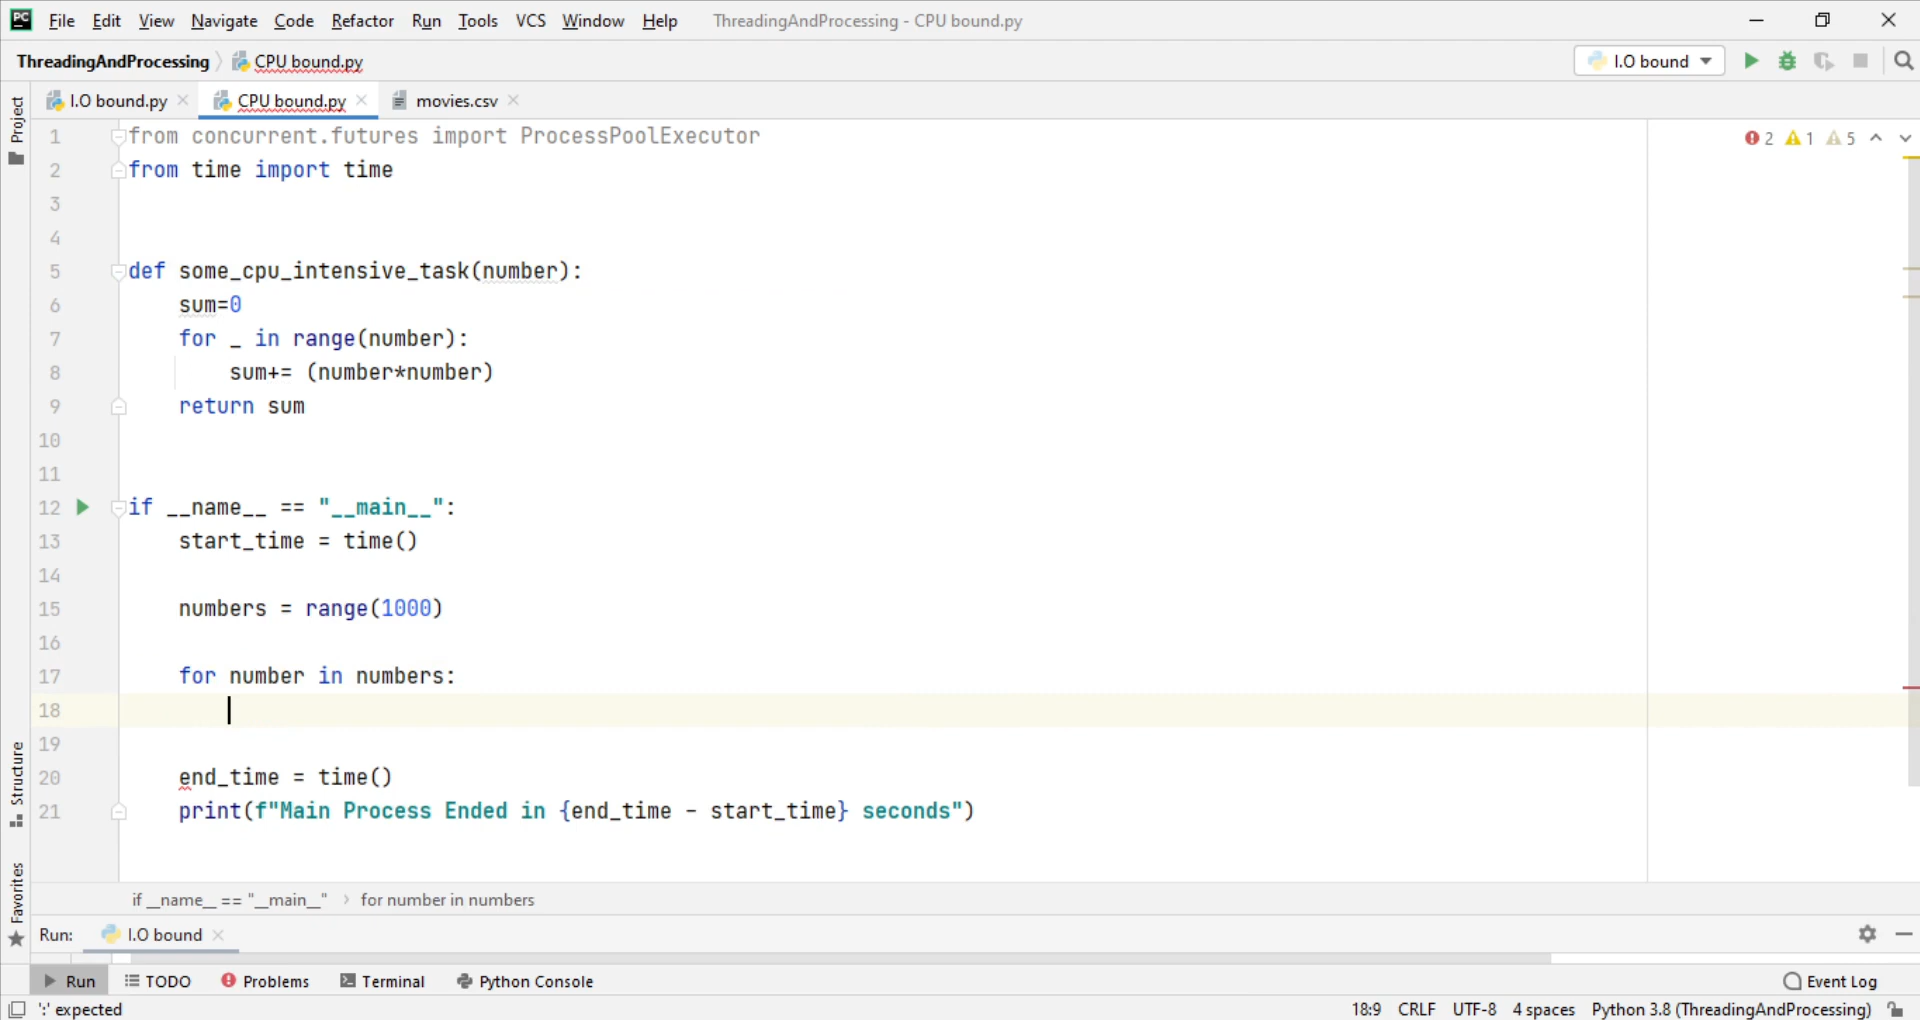 PC File Edit View Navigate Code Refactor Run Tools VCS Window Help ThreadingAndProcessing - CPU bound.py
ThreadingAndProcessing CPU bound.py I.O bound
I.O bound.py CPU bound.py movies.csv
Project
1 from concurrent.futures import ProcessPoolExecutor 2 1 5
2 from time import time
3
4
5 def some_cpu_intensive_task(number):
6 sum=0
7 for _ in range(number):
8 sum+= (number*number)
9 return sum
10
11
12 if __name__ == "__main__":
13 start_time = time()
14
15 numbers = range(1000)
16
17 for number in numbers:
18
19
20 end_time = time()
21 print(f"Main Process Ended in {end_time - start_time} seconds")
Structure
Favorites
if __name__ == "__main__" › for number in numbers
Run: I.O bound
Run TODO Problems Terminal Python Console Event Log
':' expected 18:9 CRLF UTF-8 4 spaces Python 3.8 (ThreadingAndProcessing)